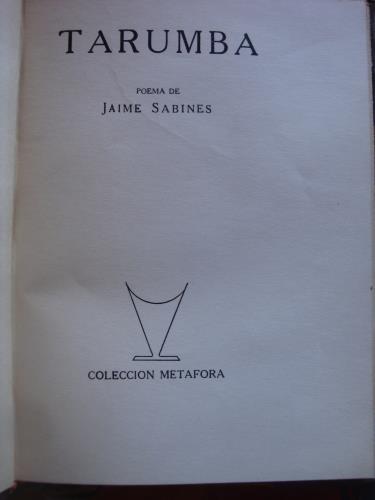 TARUMBA
POEMA DE
JAIME SABINES
COLECCION METAFORA